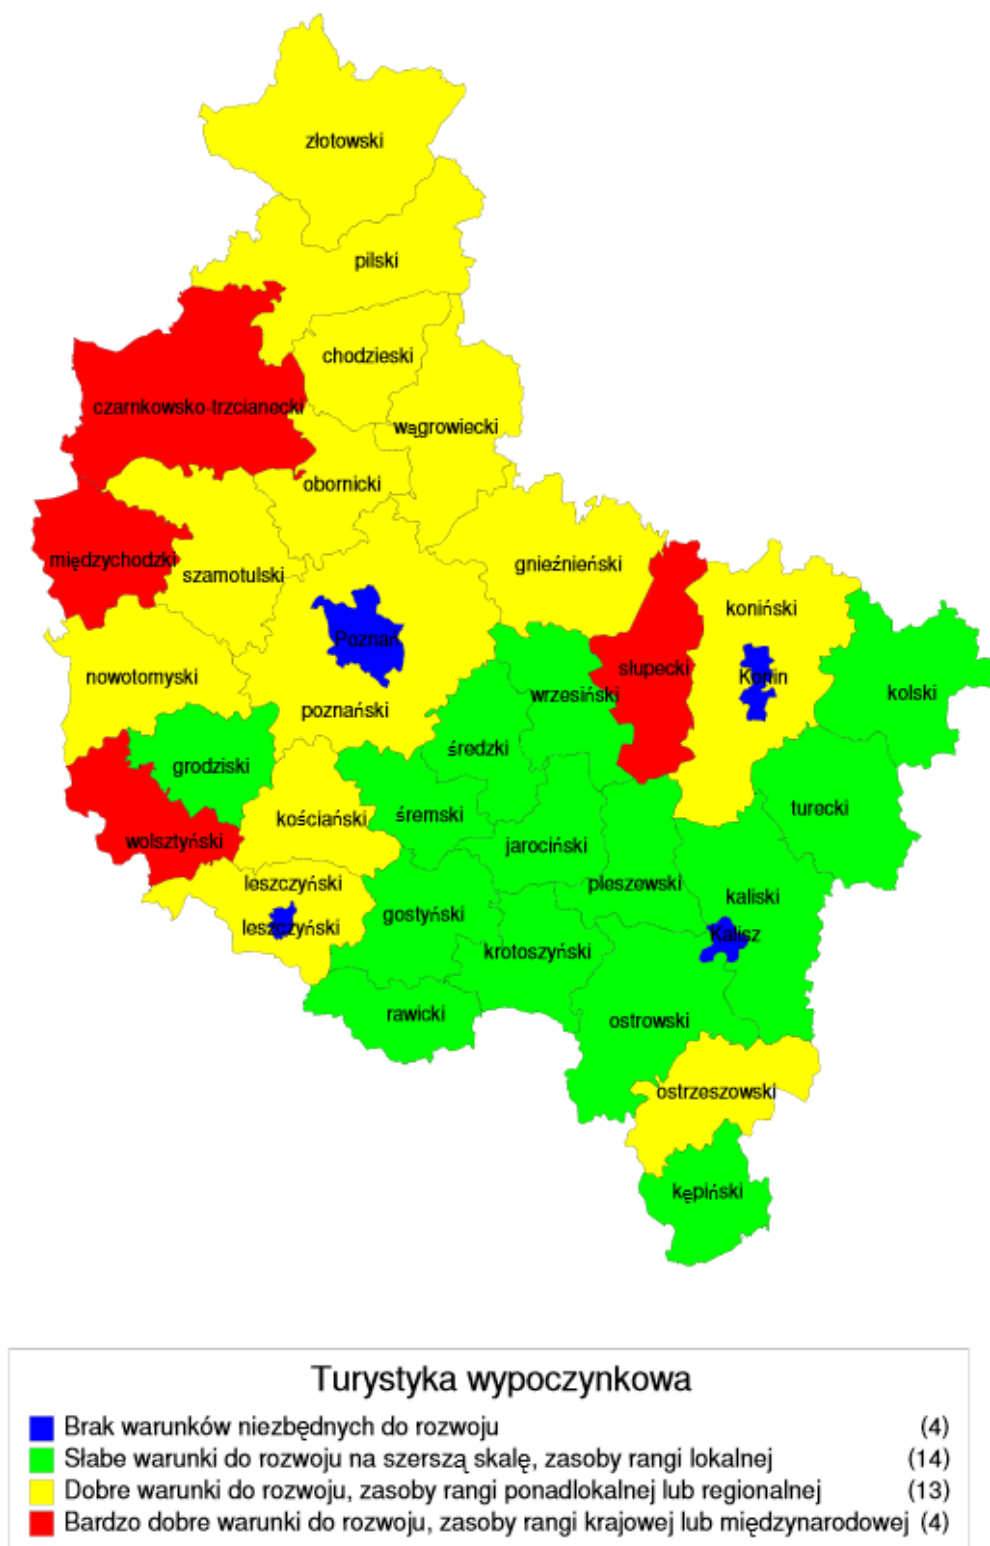 złotowski
pilski
chodzieski
czarnkowsko-trzcianecki
wągrowiecki
obornicki
międzychodzki
szamotulski
gnieźnieński
koniński
Poznań
nowotomyski
słupecki
Konin
wrzesiński
kolski
poznański
średzki
grodziski
turecki
kościański
śremski
wolsztyński
jarociński
leszczyński
pleszewski
kaliski
gostyński
leszczyński
Kalisz
krotoszyński
rawicki
ostrowski
ostrzeszowski
kępiński
Turystyka wypoczynkowa
Brak warunków niezbędnych do rozwoju (4)
Słabe warunki do rozwoju na szerszą skalę, zasoby rangi lokalnej (14)
Dobre warunki do rozwoju, zasoby rangi ponadlokalnej lub regionalnej (13)
Bardzo dobre warunki do rozwoju, zasoby rangi krajowej lub międzynarodowej (4)